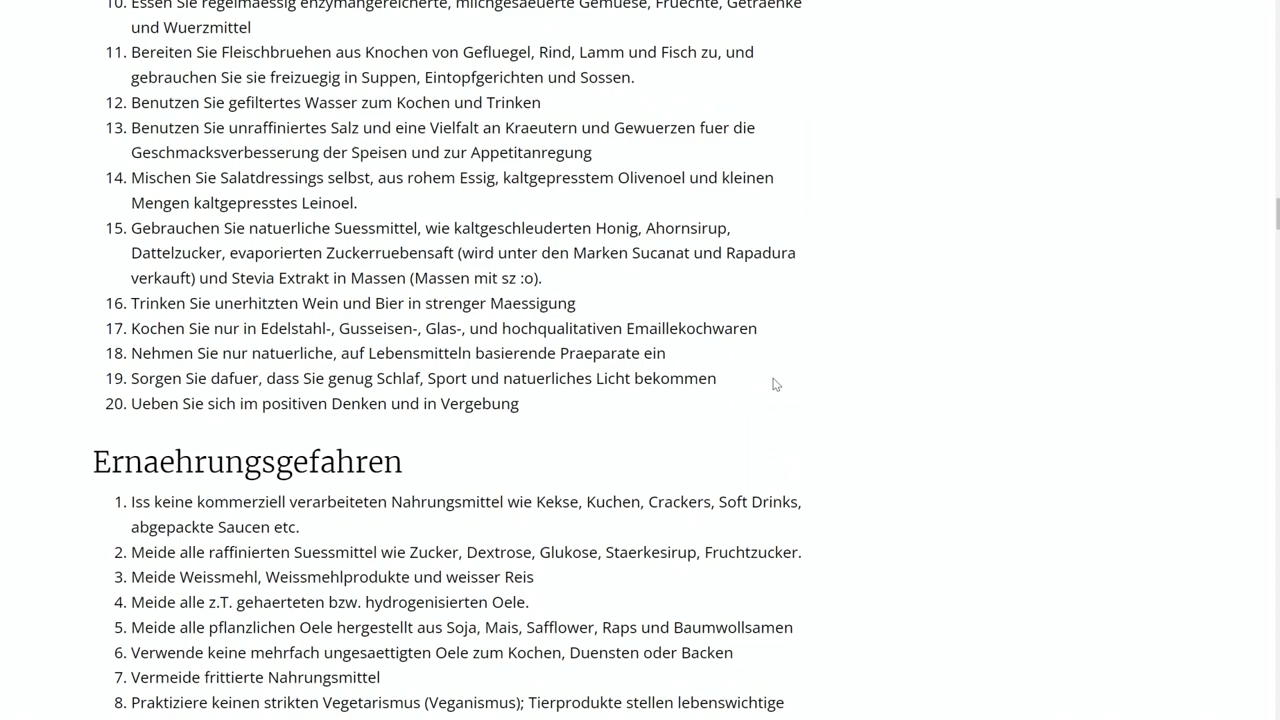 10. Essen Sie regelmaessig enzymangereicherte, milchgesaeuerte Gemuese, Fruechte, Getraenke
und Wuerzmittel
11. Bereiten Sie Fleischbruehen aus Knochen von Gefluegel, Rind, Lamm und Fisch zu, und
gebrauchen Sie sie freizuegig in Suppen, Eintopfgerichten und Sossen.
12. Benutzen Sie gefiltertes Wasser zum Kochen und Trinken
13. Benutzen Sie unraffiniertes Salz und eine Vielfalt an Kraeutern und Gewuerzen fuer die
Geschmacksverbesserung der Speisen und zur Appetitanregung
14. Mischen Sie Salatdressings selbst, aus rohem Essig, kaltgepresstem Olivenoel und kleinen
Mengen kaltgepresstes Leinoel.
15. Gebrauchen Sie natuerliche Suessmittel, wie kaltgeschleuderten Honig, Ahornsirup,
Dattelzucker, evaporierten Zuckerruebensaft (wird unter den Marken Sucanat und Rapadura
verkauft) und Stevia Extrakt in Massen (Massen mit sz :o).
16. Trinken Sie unerhitzten Wein und Bier in strenger Maessigung
17. Kochen Sie nur in Edelstahl-, Gusseisen-, Glas-, und hochqualitativen Emaillekochwaren
18. Nehmen Sie nur natuerliche, auf Lebensmitteln basierende Praeparate ein
19. Sorgen Sie dafuer, dass Sie genug Schlaf, Sport und natuerliches Licht bekommen
20. Ueben Sie sich im positiven Denken und in Vergebung
Ernaehrungsgefahren
1. Iss keine kommerziell verarbeiteten Nahrungsmittel wie Kekse, Kuchen, Crackers, Soft Drinks,
abgepackte Saucen etc.
2. Meide alle raffinierten Suessmittel wie Zucker, Dextrose, Glukose, Staerkesirup, Fruchtzucker.
3. Meide Weissmehl, Weissmehlprodukte und weisser Reis
4. Meide alle z.T. gehaerteten bzw. hydrogenisierten Oele.
5. Meide alle pflanzlichen Oele hergestellt aus Soja, Mais, Safflower, Raps und Baumwollsamen
6. Verwende keine mehrfach ungesaettigten Oele zum Kochen, Duensten oder Backen
7. Vermeide frittierte Nahrungsmittel
8. Praktiziere keinen strikten Vegetarismus (Veganismus); Tierprodukte stellen lebenswichtige